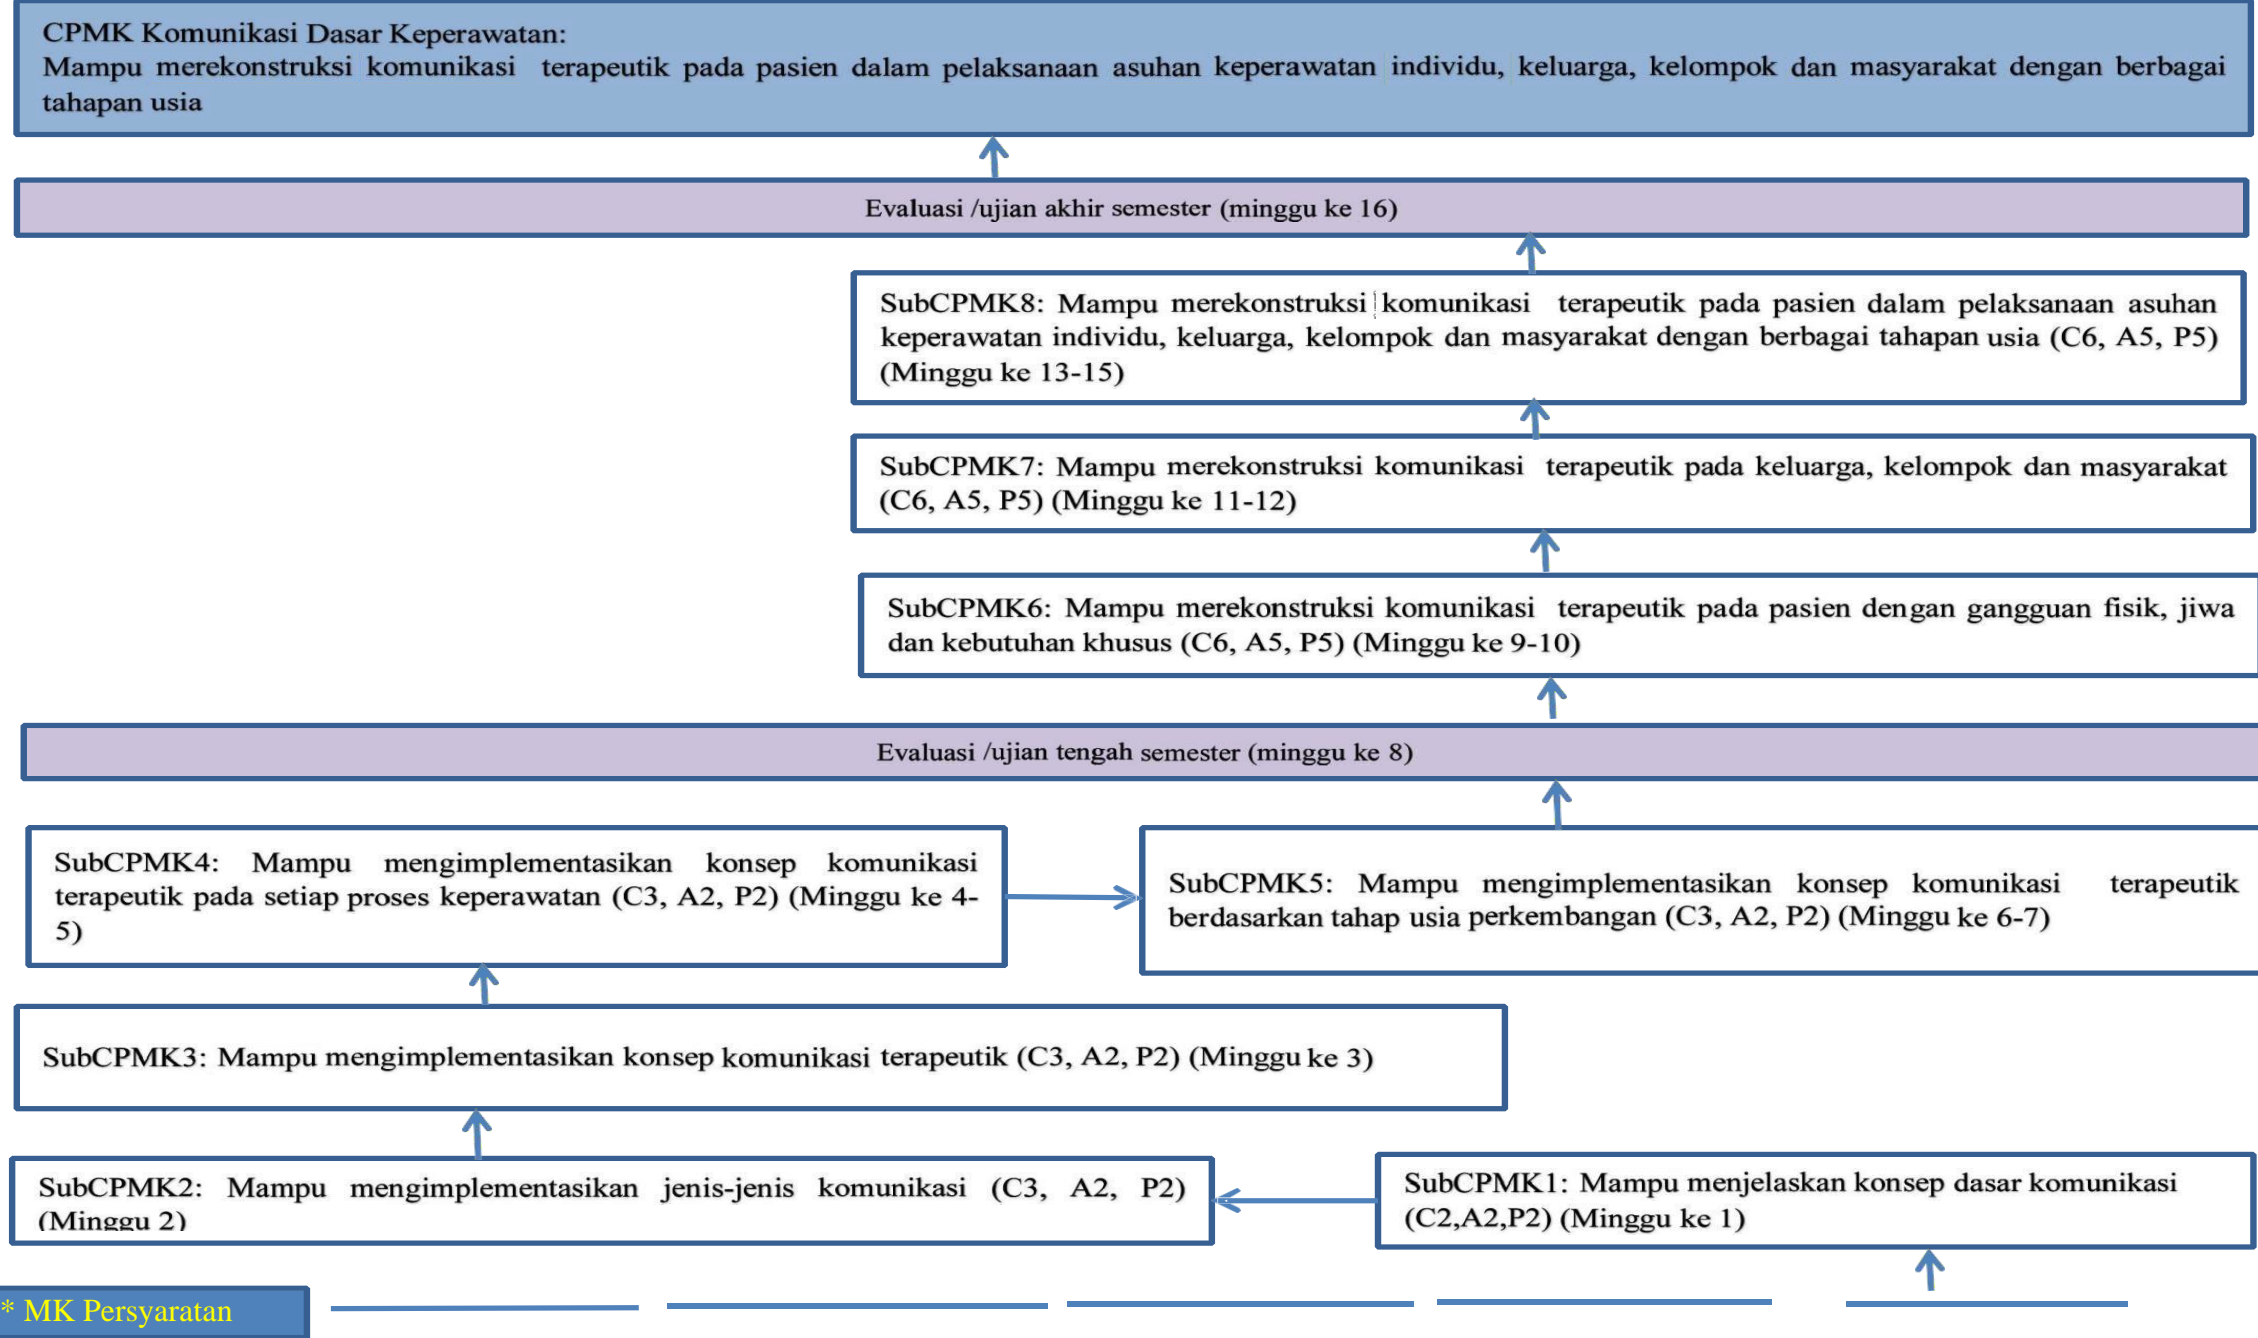 CPMK Komunikasi Dasar Keperawatan:
Mampu merekonstruksi komunikasi terapeutik pada pasien dalam pelaksanaan asuhan keperawatan individu, keluarga, kelompok dan masyarakat dengan berbagai
tahapan usia
Evaluasi /ujian akhir semester (minggu ke 16)
SubCPMK8: Mampu merekonstruksi komunikasi terapeutik pada pasien dalam pelaksanaan asuhan
keperawatan individu, keluarga, kelompok dan masyarakat dengan berbagai tahapan usia (C6, A5, P5)
(Minggu ke 13-15)
SubCPMK7: Mampu merekonstruksi komunikasi terapeutik pada keluarga, kelompok dan masyarakat
(C6, A5, P5) (Minggu ke 11-12)
SubCPMK6: Mampu merekonstruksi komunikasi terapeutik pada pasien dengan gangguan fisik, jiwa
dan kebutuhan khusus (C6, A5, P5) (Minggu ke 9-10)
Evaluasi /ujian tengah semester (minggu ke 8)
SubCPMK4: Mampu mengimplementasikan konsep komunikasi
terapeutik pada setiap proses keperawatan (C3, A2, P2) (Minggu ke 4-
5)
SubCPMK5: Mampu mengimplementasikan konsep komunikasi terapeutik
berdasarkan tahap usia perkembangan (C3, A2, P2) (Minggu ke 6-7)
SubCPMK3: Mampu mengimplementasikan konsep komunikasi terapeutik (C3, A2, P2) (Minggu ke 3)
SubCPMK2: Mampu mengimplementasikan jenis-jenis komunikasi (C3, A2, P2)
(Minggu 2)
SubCPMK1: Mampu menjelaskan konsep dasar komunikasi
(C2,A2,P2) (Minggu ke 1)
* MK Persyaratan